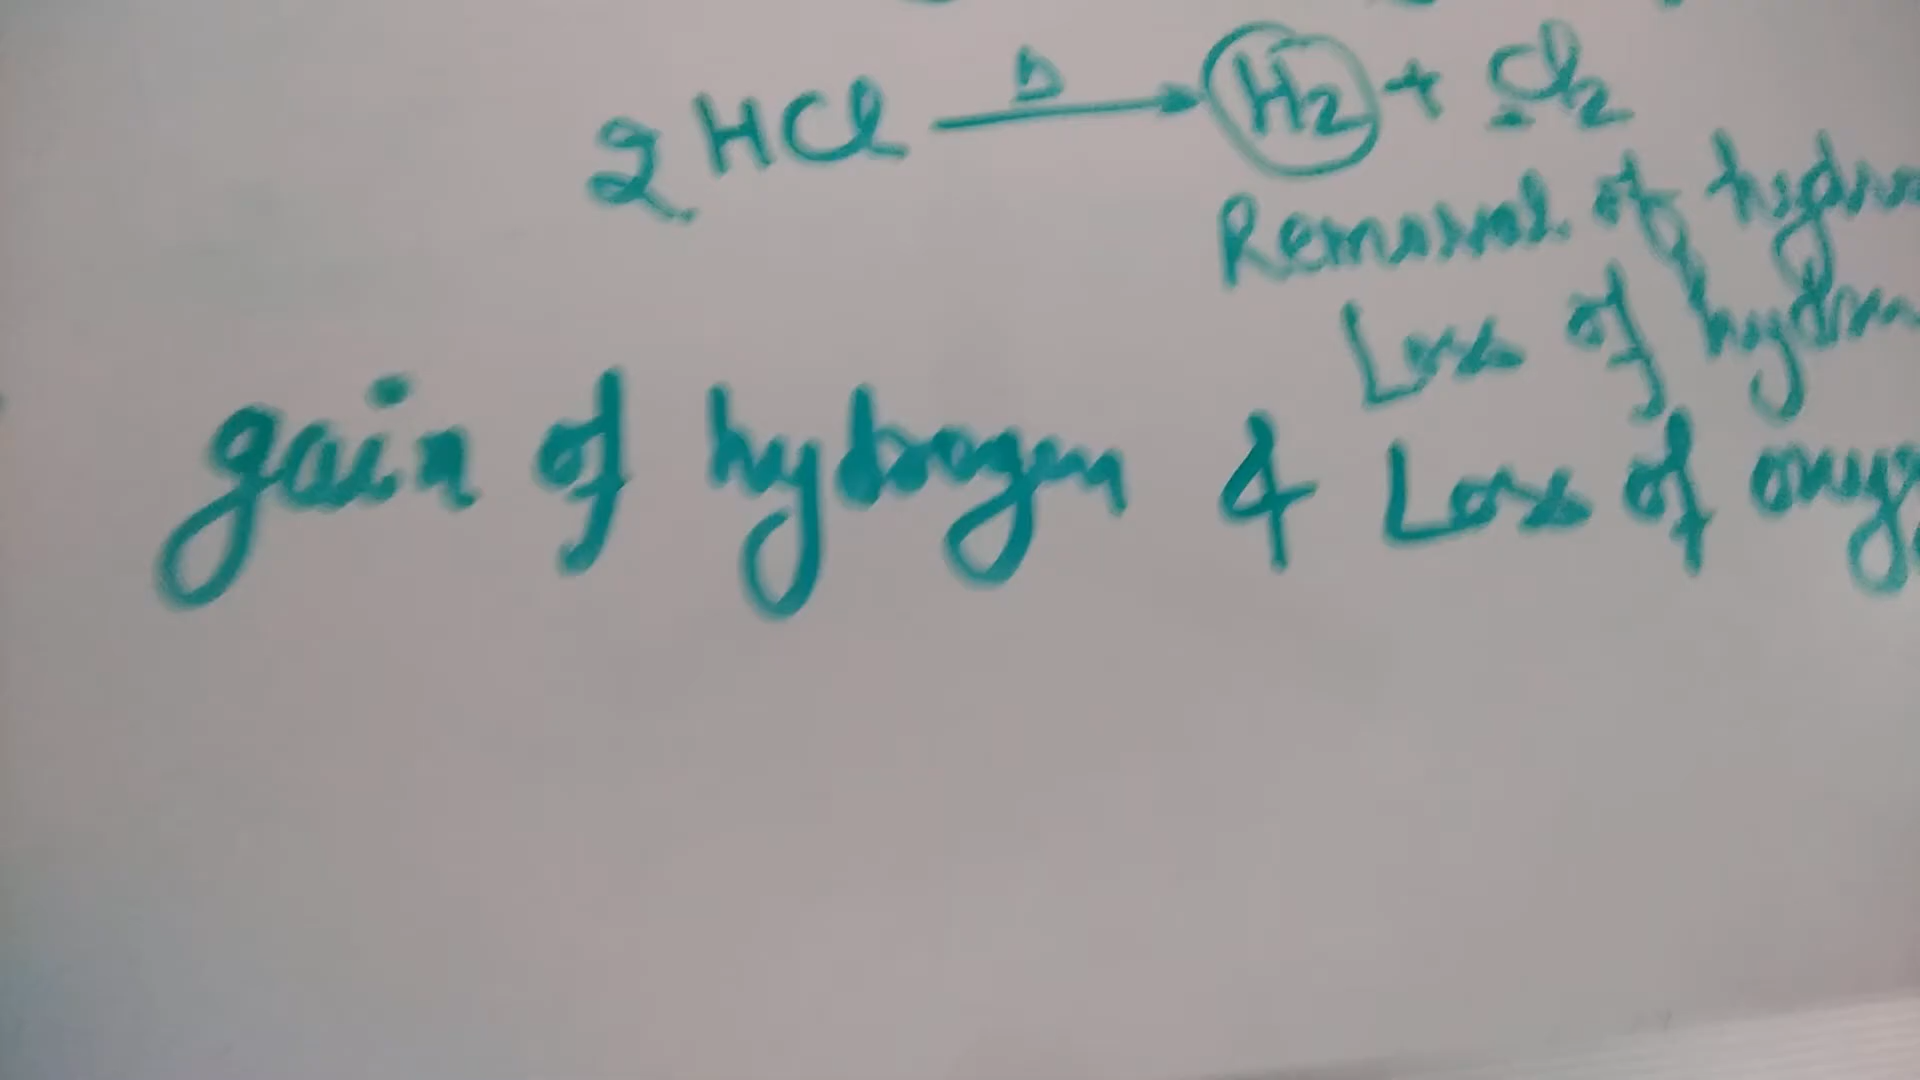 2HCl —Δ→ H2 + Cl2
Removal of
Loss of
gain of hydrogen & Loss of